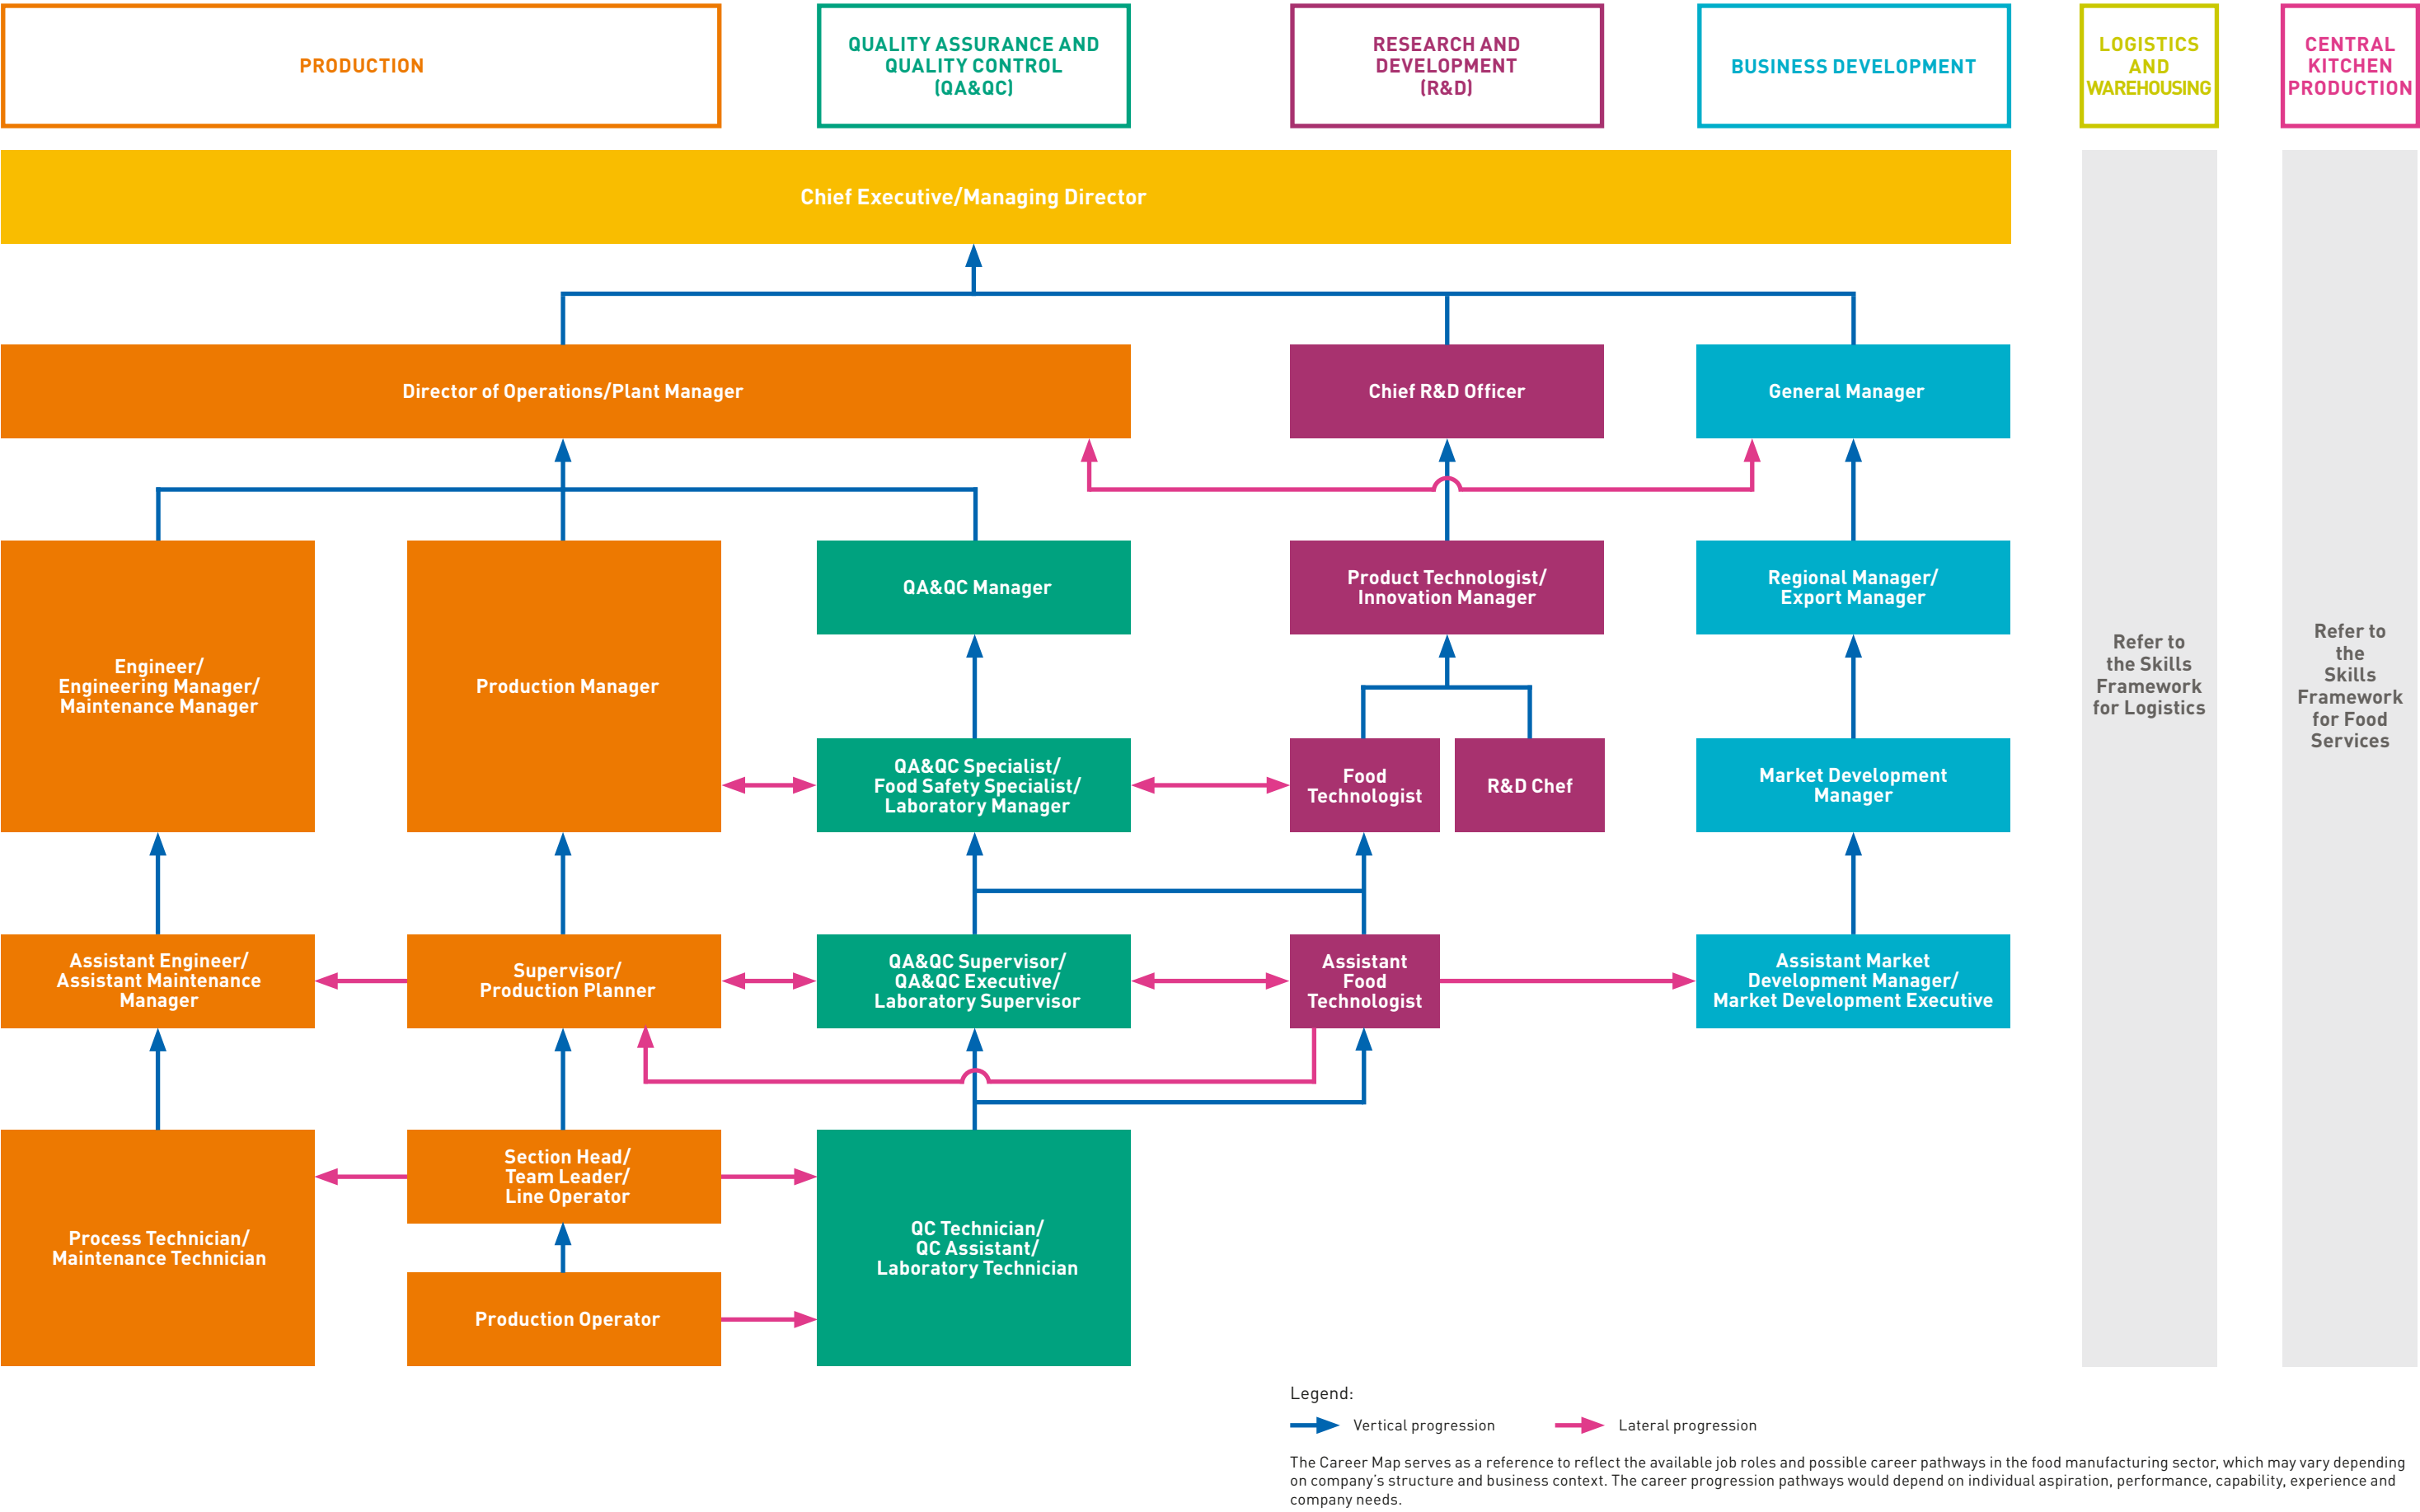 PRODUCTION
QUALITY ASSURANCE AND
QUALITY CONTROL
(QA&QC)
RESEARCH AND
DEVELOPMENT
(R&D)
BUSINESS DEVELOPMENT
LOGISTICS
AND
WAREHOUSING
CENTRAL
KITCHEN
PRODUCTION
Chief Executive/Managing Director
Director of Operations/Plant Manager
Chief R&D Officer
General Manager
Engineer/
Engineering Manager/
Maintenance Manager
Production Manager
QA&QC Manager
Product Technologist/
Innovation Manager
Regional Manager/
Export Manager
Refer to
the Skills
Framework
for Logistics
Refer to
the
Skills
Framework
for Food
Services
QA&QC Specialist/
Food Safety Specialist/
Laboratory Manager
Food
Technologist
R&D Chef
Market Development
Manager
Assistant Engineer/
Assistant Maintenance
Manager
Supervisor/
Production Planner
QA&QC Supervisor/
QA&QC Executive/
Laboratory Supervisor
Assistant
Food
Technologist
Assistant Market
Development Manager/
Market Development Executive
Process Technician/
Maintenance Technician
Section Head/
Team Leader/
Line Operator
QC Technician/
QC Assistant/
Laboratory Technician
Production Operator
Legend:
Vertical progression
Lateral progression
The Career Map serves as a reference to reflect the available job roles and possible career pathways in the food manufacturing sector, which may vary depending
on company's structure and business context. The career progression pathways would depend on individual aspiration, performance, capability, experience and
company needs.